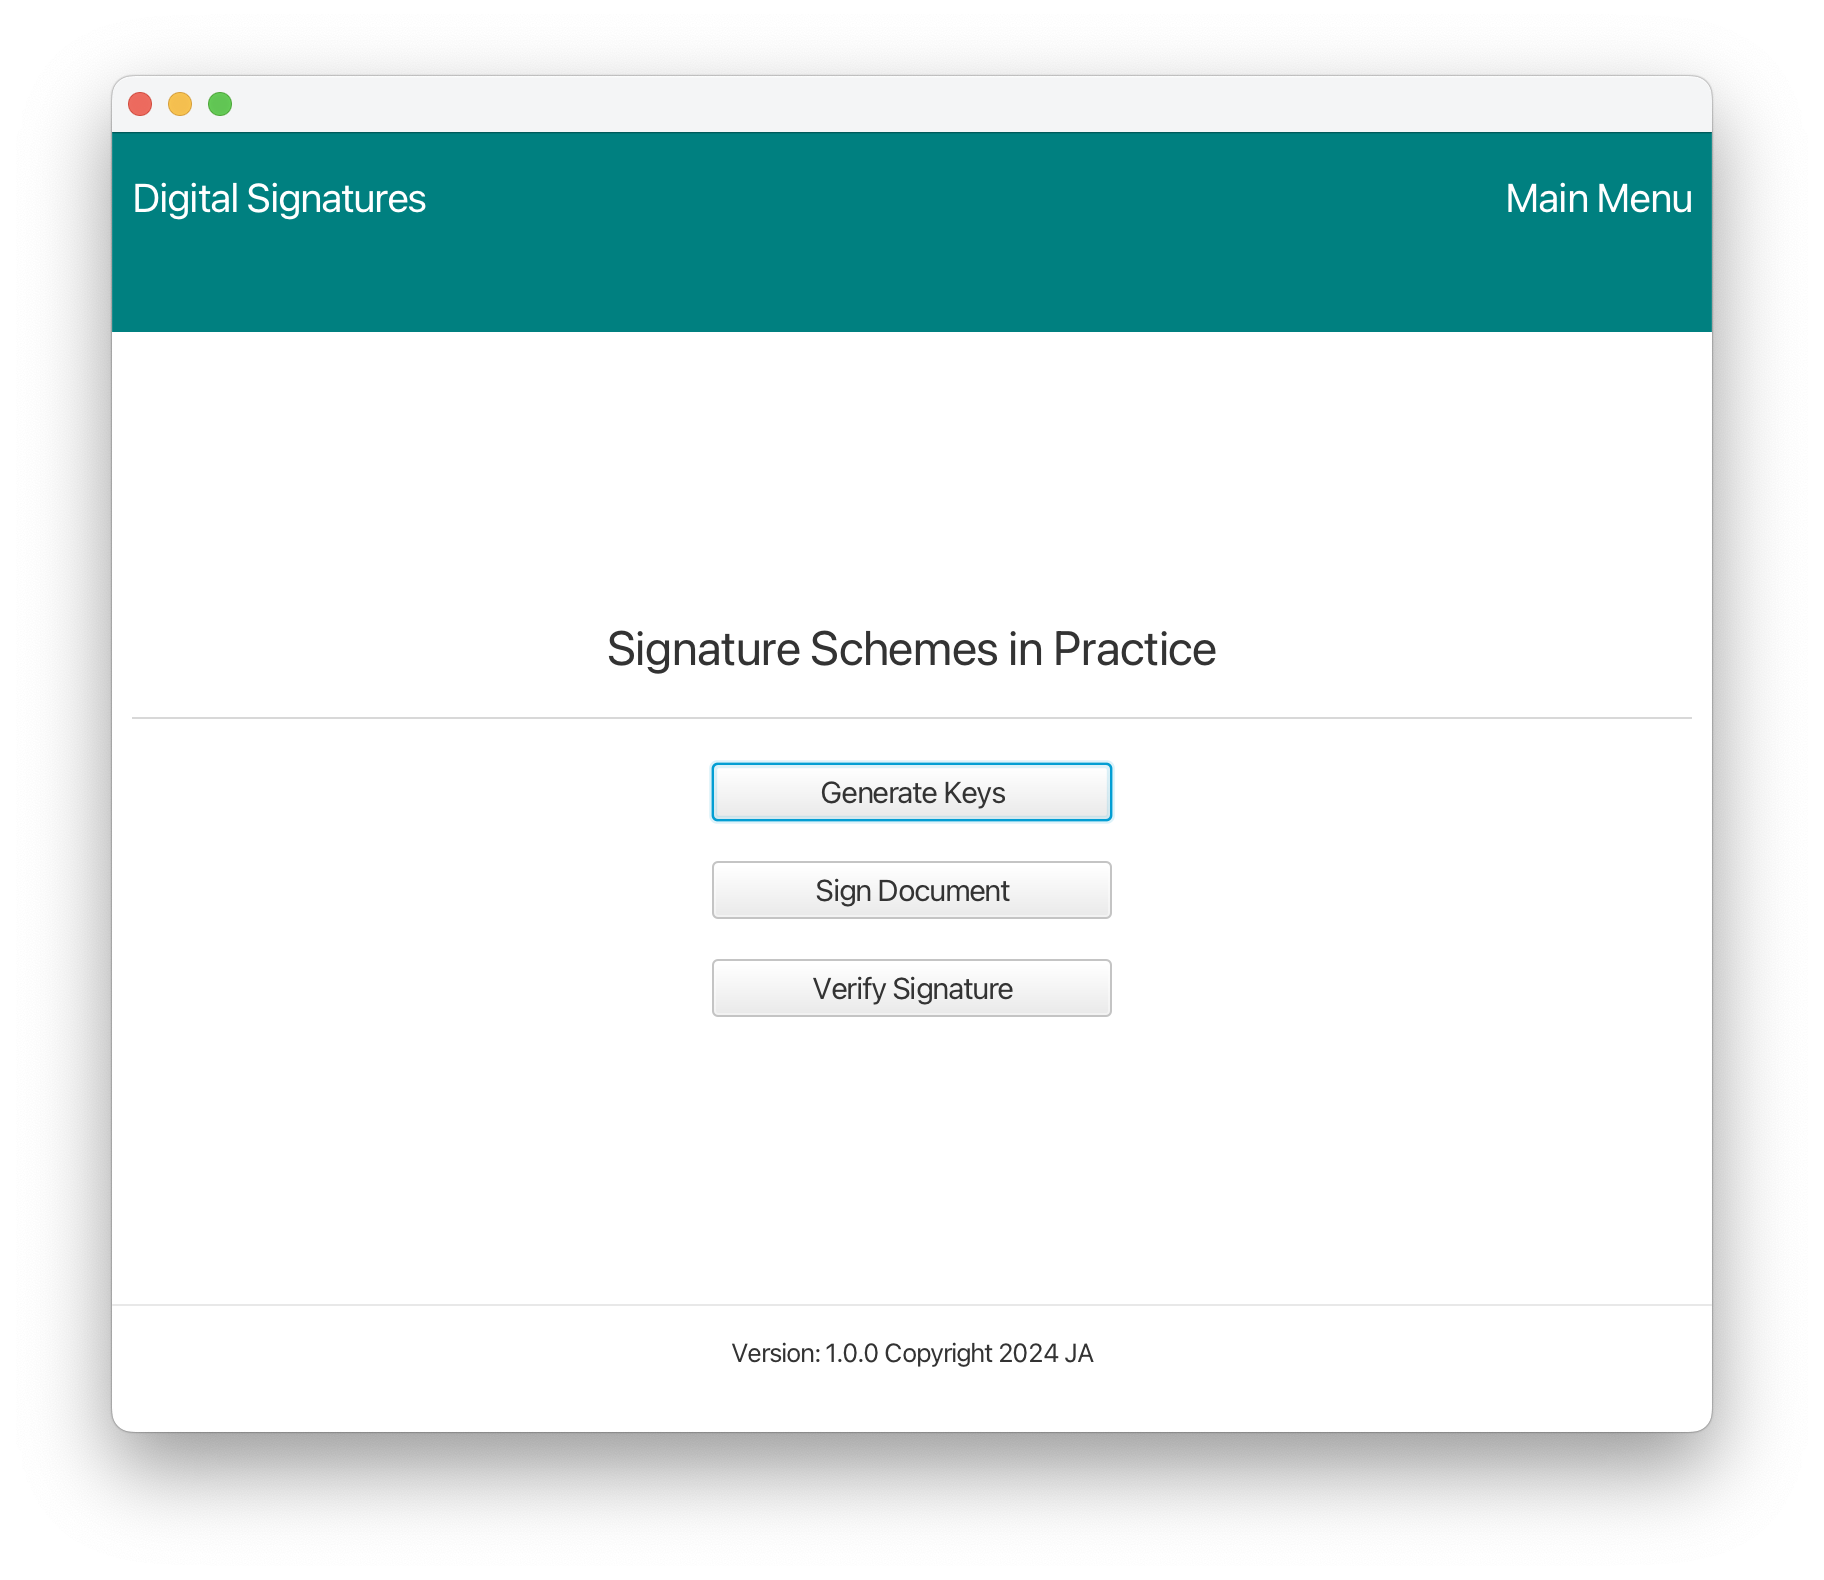 Digital Signatures
Main Menu
Signature Schemes in Practice
Generate Keys
Sign Document
Verify Signature
Version: 1.0.0 Copyright 2024 JA